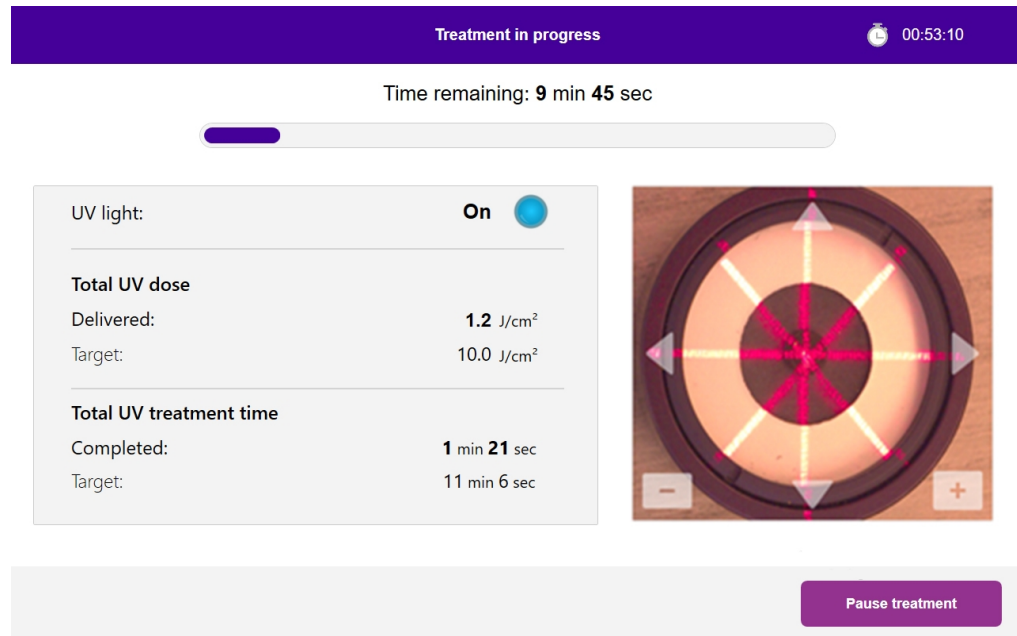 Treatment in progress
00:53:10
Time remaining: 9 min 45 sec
UV light: On
Total UV dose
Delivered: 1.2 J/cm²
Target: 10.0 J/cm²
Total UV treatment time
Completed: 1 min 21 sec
Target: 11 min 6 sec
− +
Pause treatment